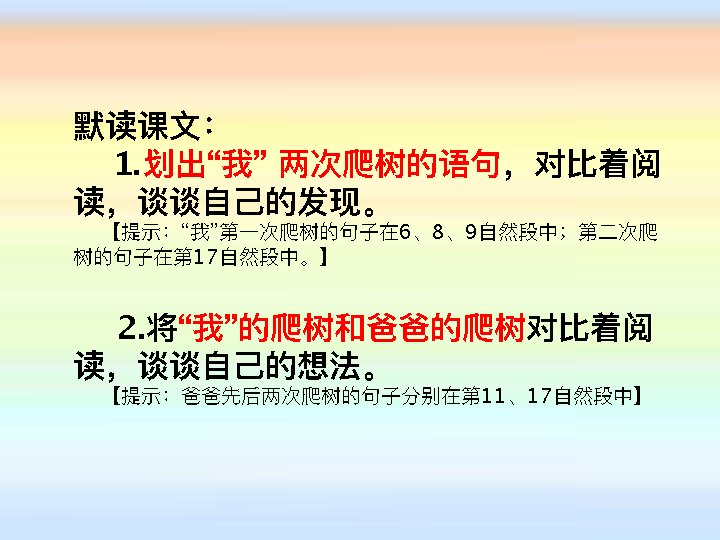 默读课文：
1.划出“我” 两次爬树的语句，对比着阅
读，谈谈自己的发现。
【提示：“我”第一次爬树的句子在6、8、9自然段中；第二次爬
树的句子在第17自然段中。】
2.将“我”的爬树和爸爸的爬树对比着阅
读，谈谈自己的想法。
【提示：爸爸先后两次爬树的句子分别在第11、17自然段中】